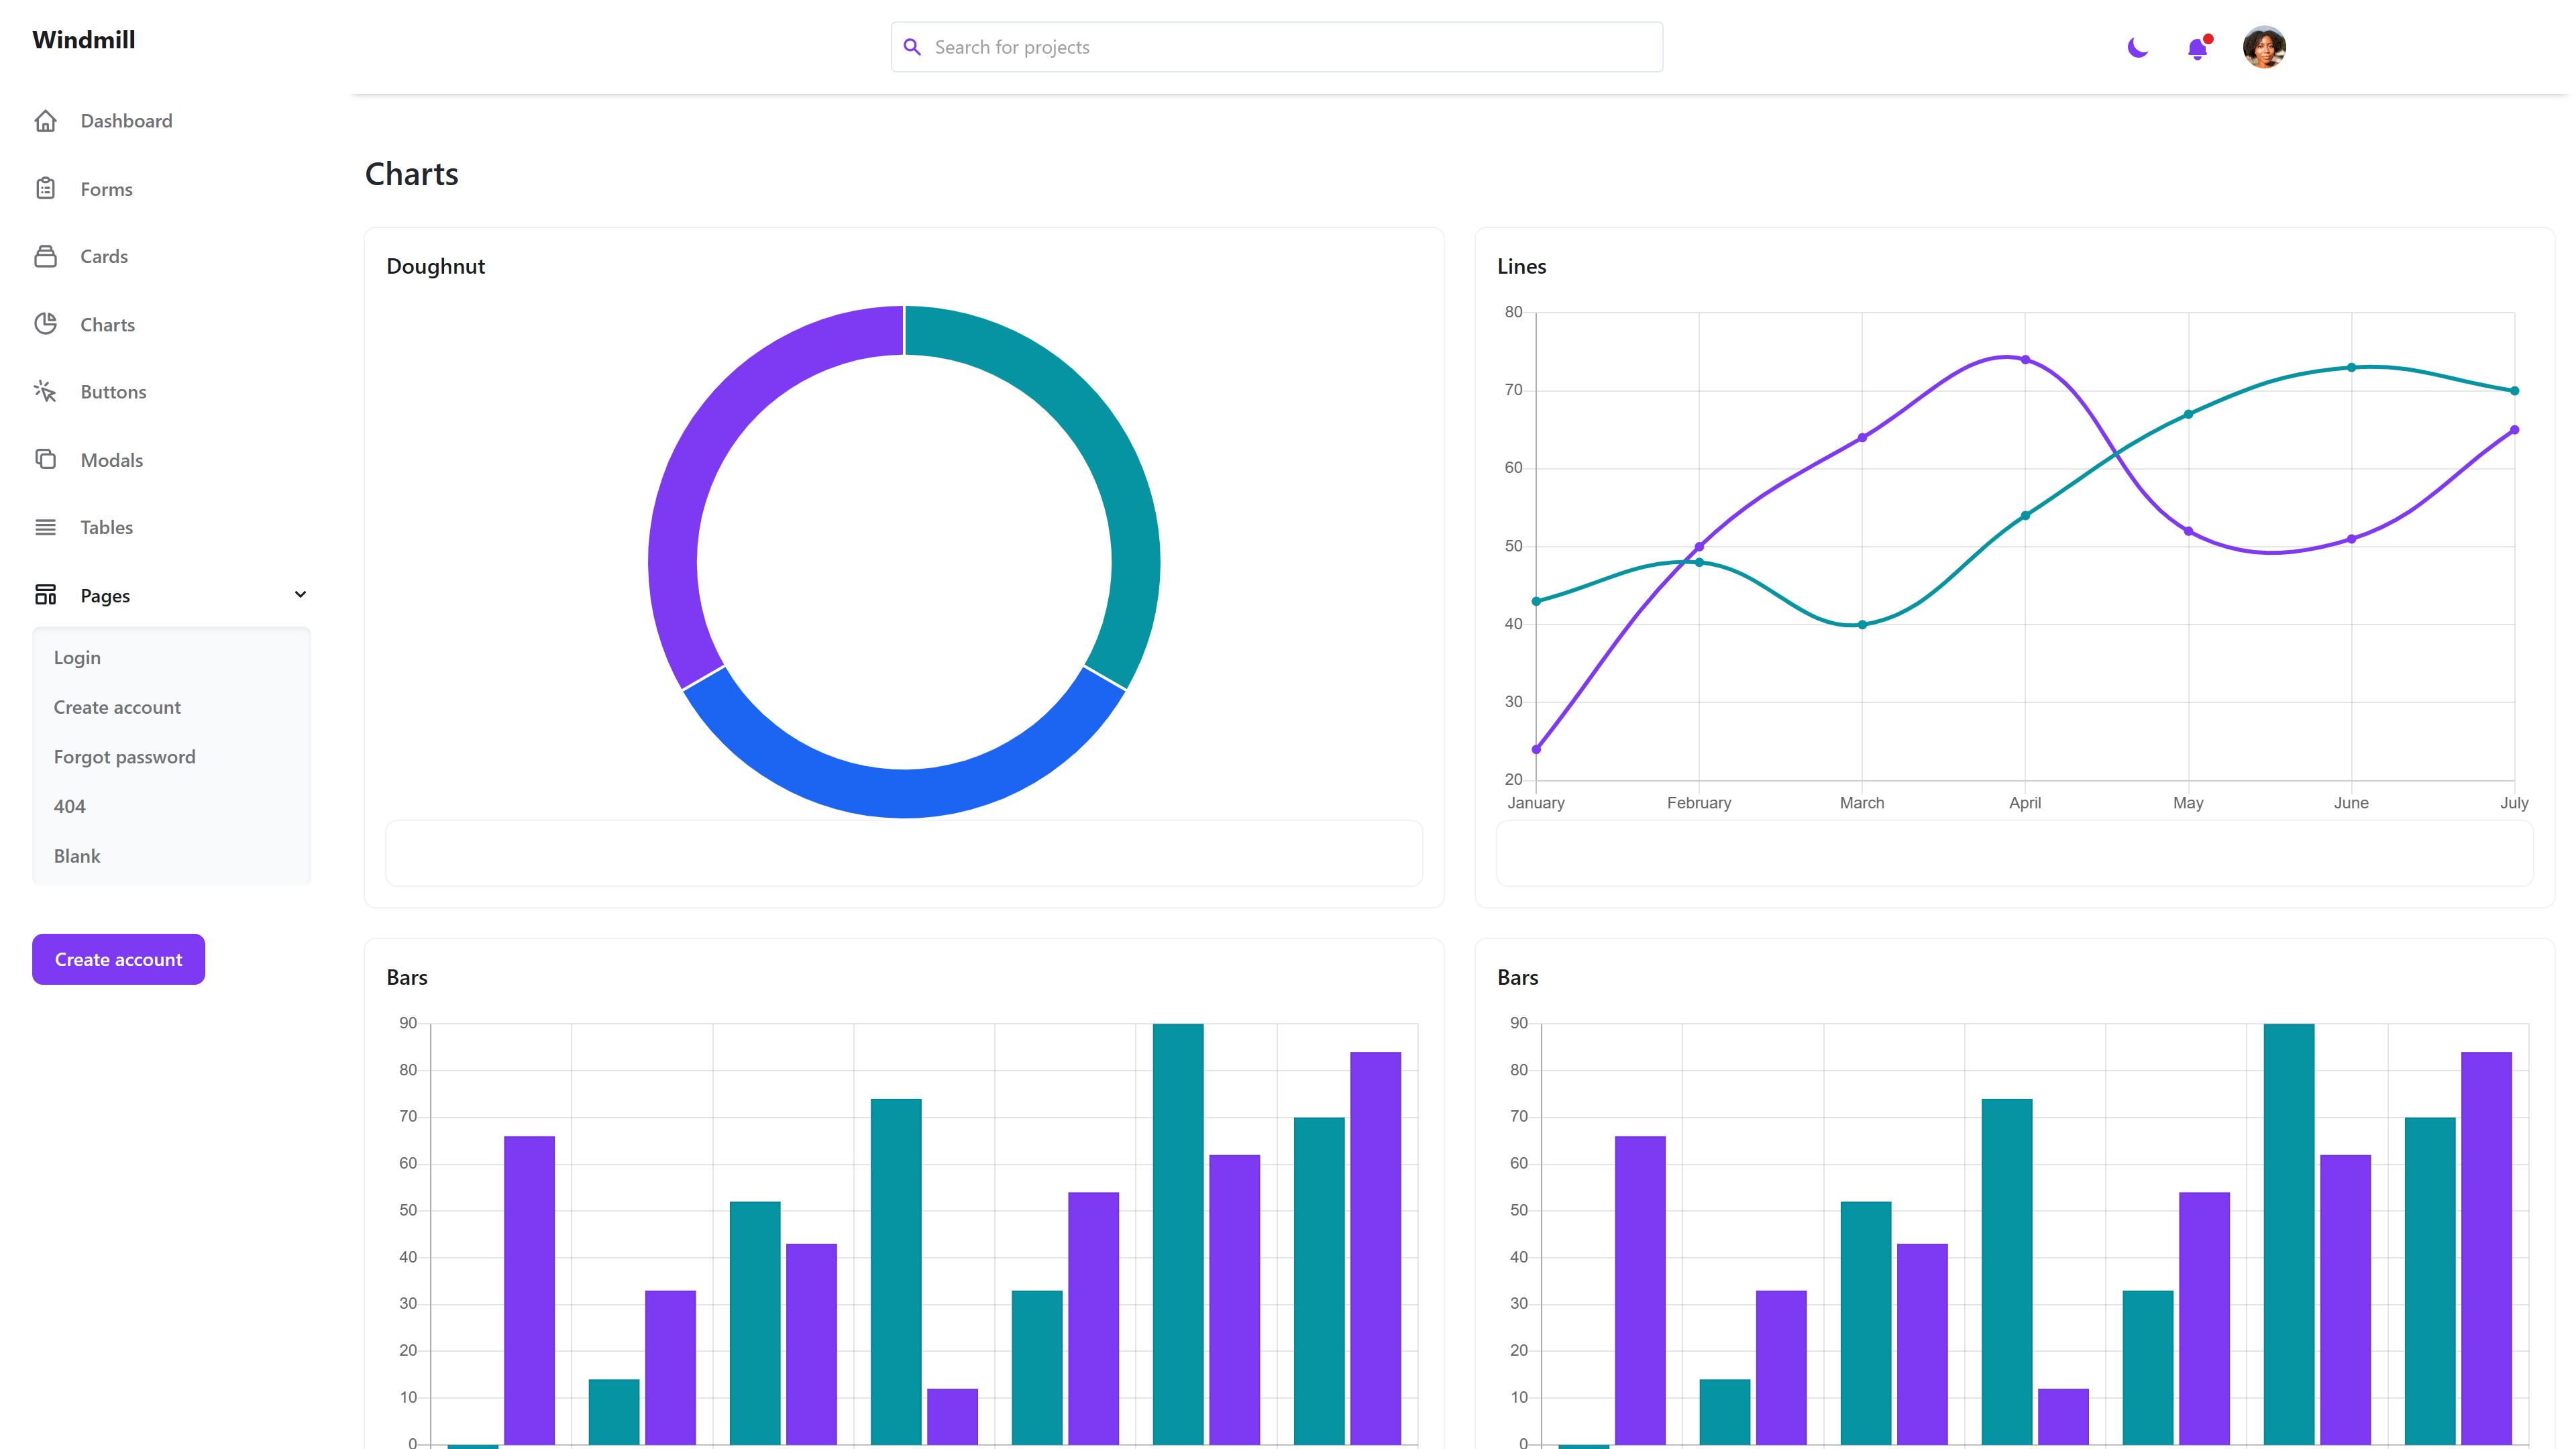 Windmill
Search for projects
Dashboard
Forms
Cards
Charts
Buttons
Modals
Tables
Pages
Login
Create account
Forgot password
404
Blank
Create account
Charts
Doughnut
Lines
80
70
60
50
40
30
20
January February March April May June July
Bars
90
80
70
60
50
40
30
20
10
0
Bars
90
80
70
60
50
40
30
20
10
0